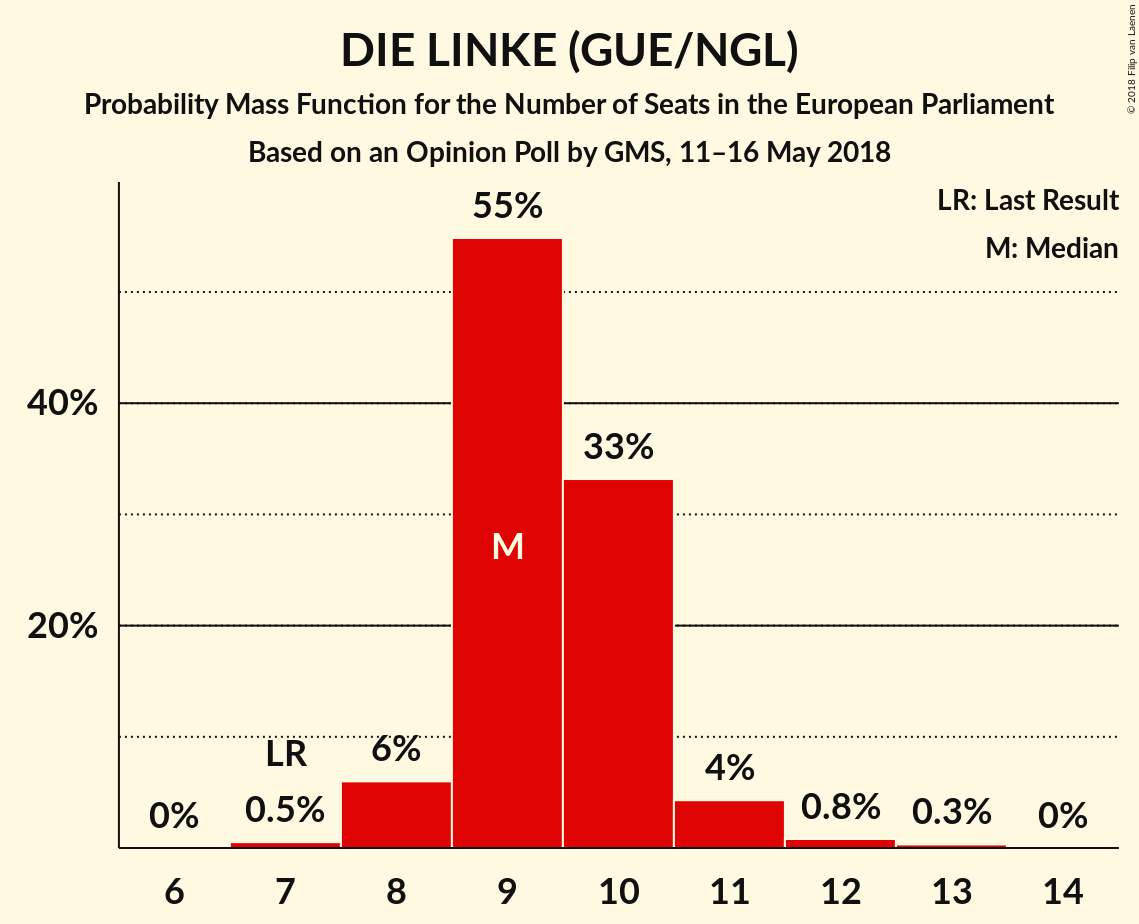 DIE LINKE (GUE/NGL)
Probability Mass Function for the Number of Seats in the European Parliament
Based on an Opinion Poll by GMS, 11–16 May 2018
© 2018 Filip van Laenen
LR: Last Result
M: Median
55%
40%
33%
M
20%
LR
6%
4%
0%
0.5%
0.8%
0.3%
0%
6 7 8 9 10 11 12 13 14